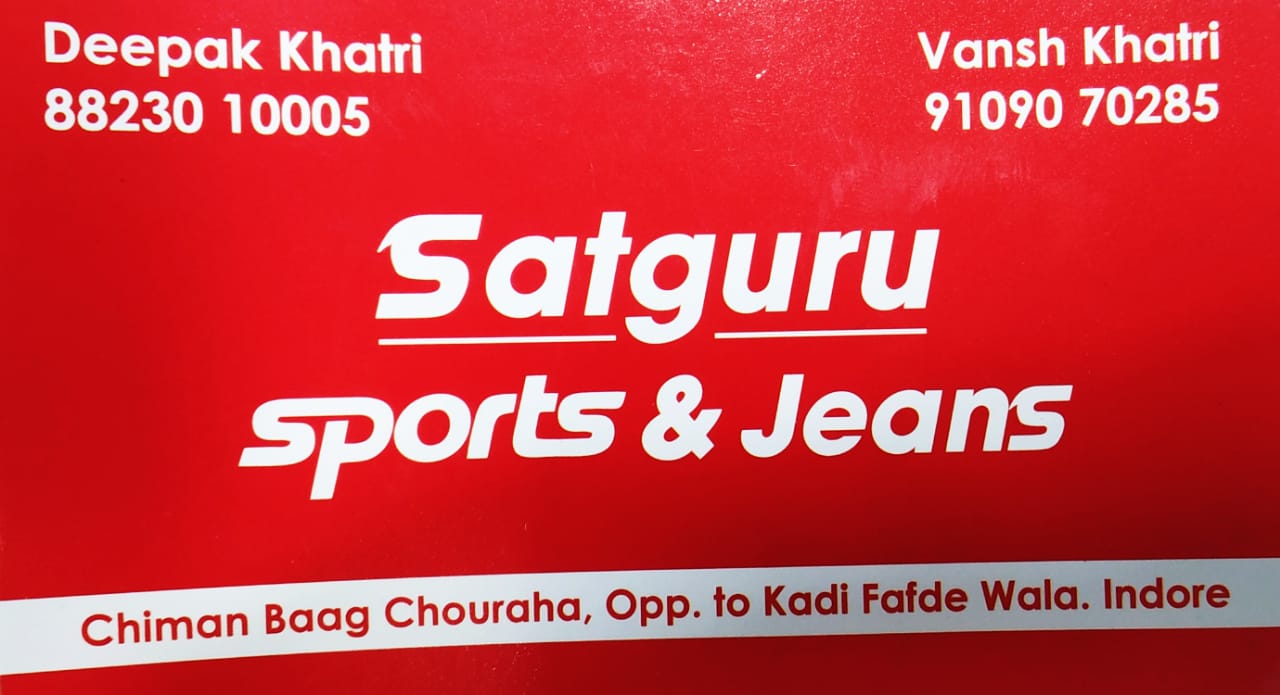 Deepak Khatri
88230 10005
Vansh Khatri
91090 70285
Satguru
sports & Jeans
Chiman Baag Chouraha, Opp. to Kadi Fafde Wala. Indore